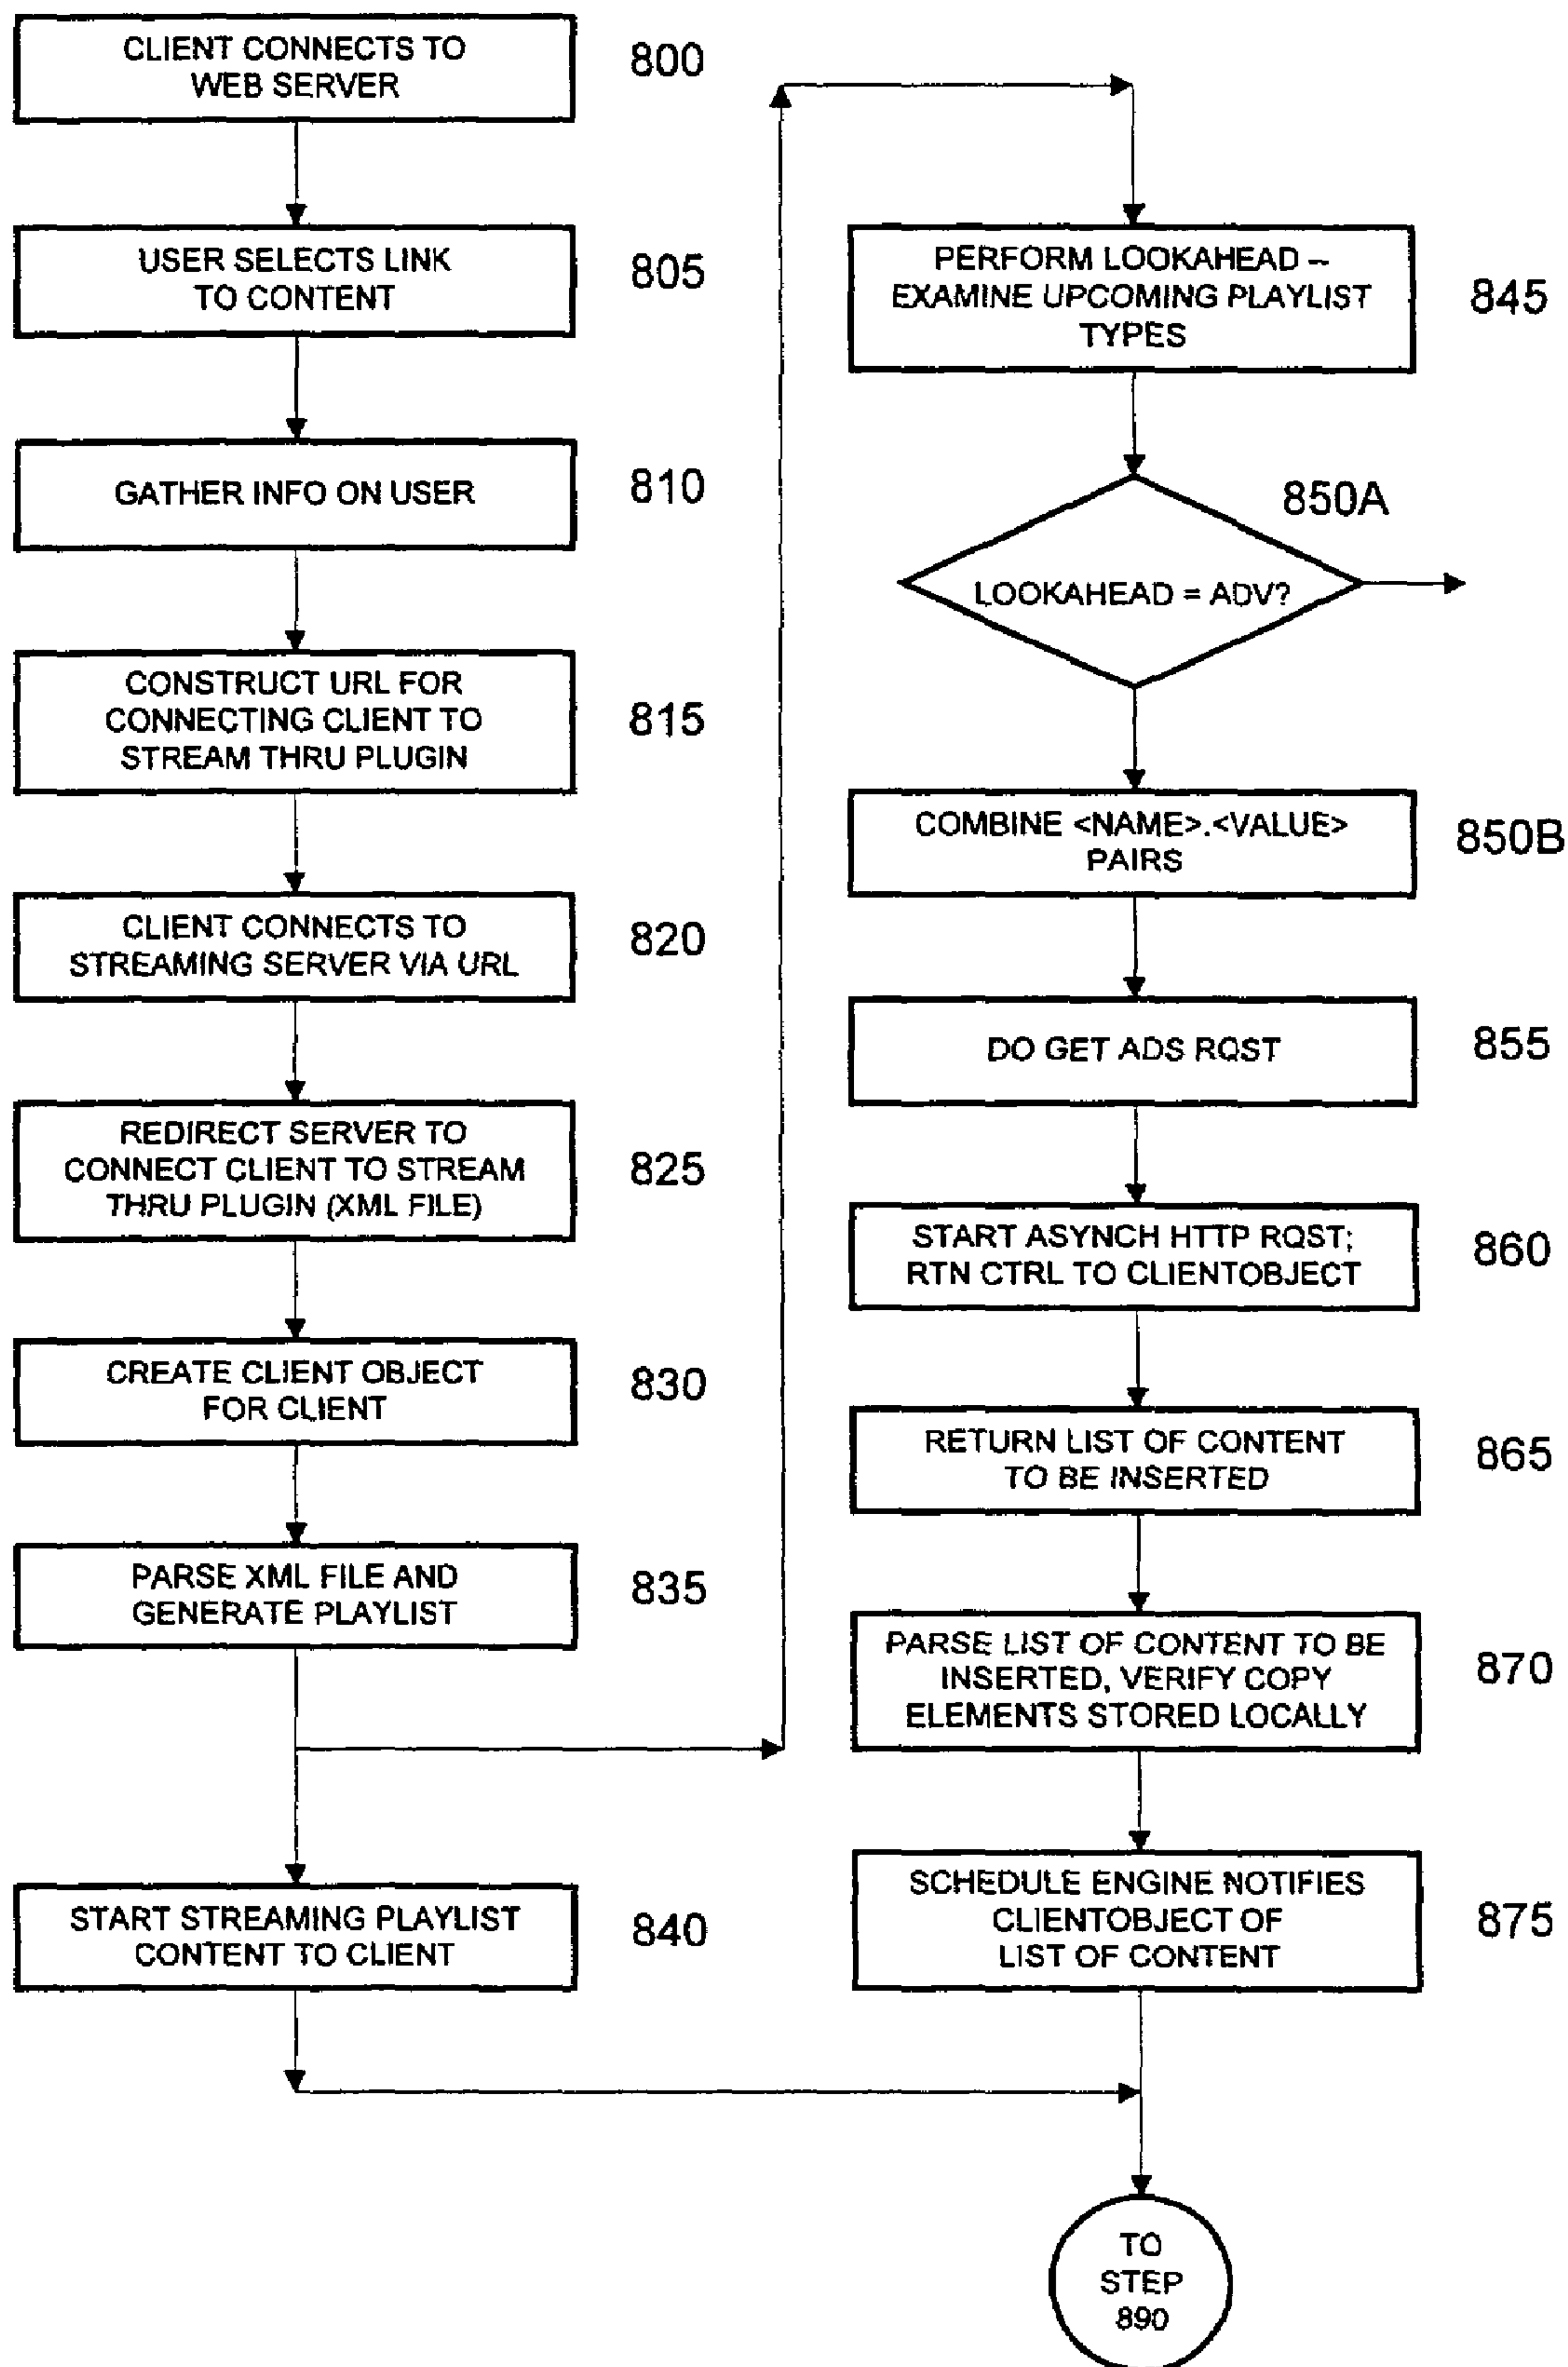 CLIENT CONNECTS TO
WEB SERVER
800
USER SELECTS LINK
TO CONTENT
805
GATHER INFO ON USER
810
CONSTRUCT URL FOR
CONNECTING CLIENT TO
STREAM THRU PLUGIN
815
CLIENT CONNECTS TO
STREAMING SERVER VIA URL
820
REDIRECT SERVER TO
CONNECT CLIENT TO STREAM
THRU PLUGIN (XML FILE)
825
CREATE CLIENT OBJECT
FOR CLIENT
830
PARSE XML FILE AND
GENERATE PLAYLIST
835
START STREAMING PLAYLIST
CONTENT TO CLIENT
840
PERFORM LOOKAHEAD –
EXAMINE UPCOMING PLAYLIST
TYPES
845
850A
LOOKAHEAD = ADV?
COMBINE <NAME>.<VALUE>
PAIRS
850B
DO GET ADS RQST
855
START ASYNCH HTTP RQST;
RTN CTRL TO CLIENTOBJECT
860
RETURN LIST OF CONTENT
TO BE INSERTED
865
PARSE LIST OF CONTENT TO BE
INSERTED, VERIFY COPY
ELEMENTS STORED LOCALLY
870
SCHEDULE ENGINE NOTIFIES
CLIENTOBJECT OF
LIST OF CONTENT
875
TO
STEP
890